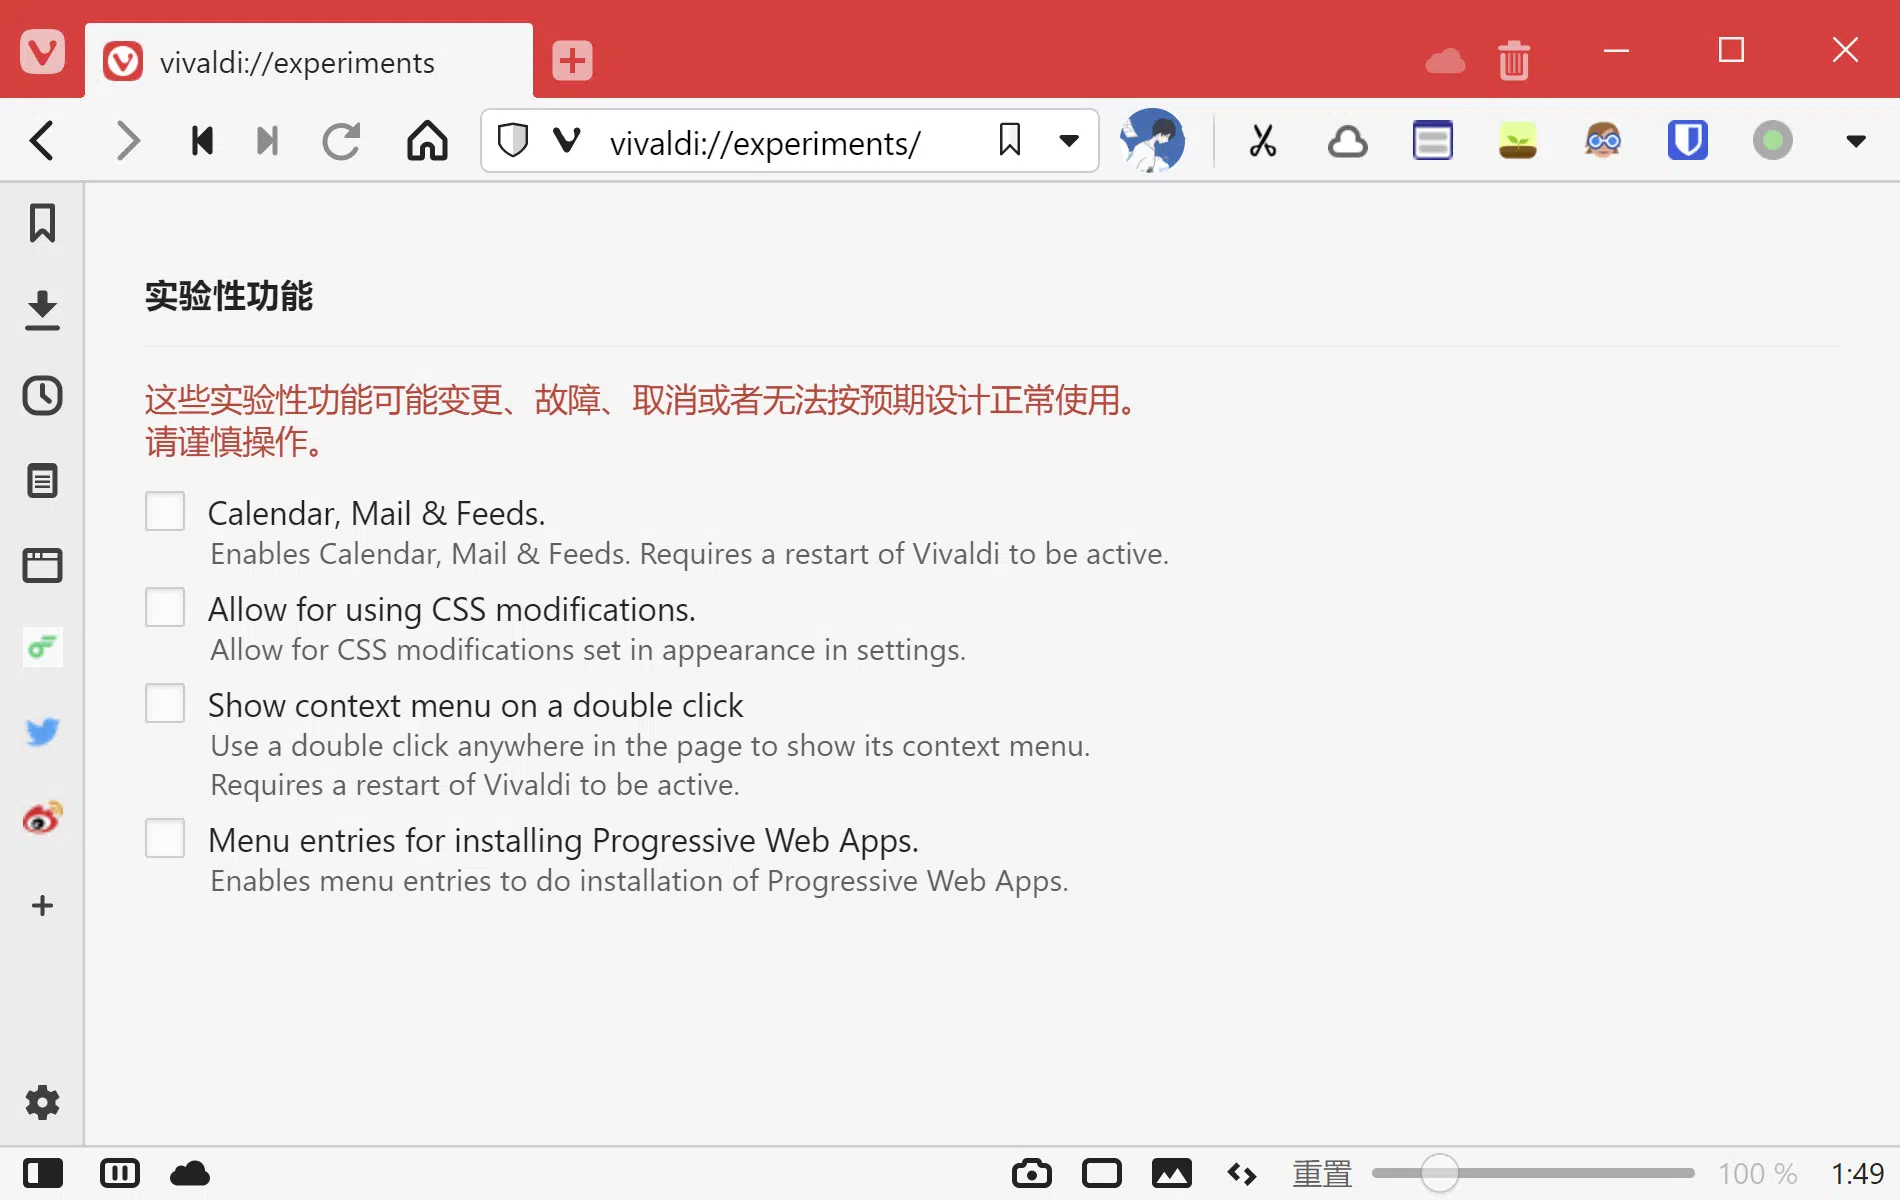 vivaldi://experiments
vivaldi://experiments/
实验性功能
这些实验性功能可能变更、故障、取消或者无法按预期设计正常使用。
请谨慎操作。
Calendar, Mail & Feeds.
Enables Calendar, Mail & Feeds. Requires a restart of Vivaldi to be active.
Allow for using CSS modifications.
Allow for CSS modifications set in appearance in settings.
Show context menu on a double click
Use a double click anywhere in the page to show its context menu.
Requires a restart of Vivaldi to be active.
Menu entries for installing Progressive Web Apps.
Enables menu entries to do installation of Progressive Web Apps.
重置 100 % 1:49